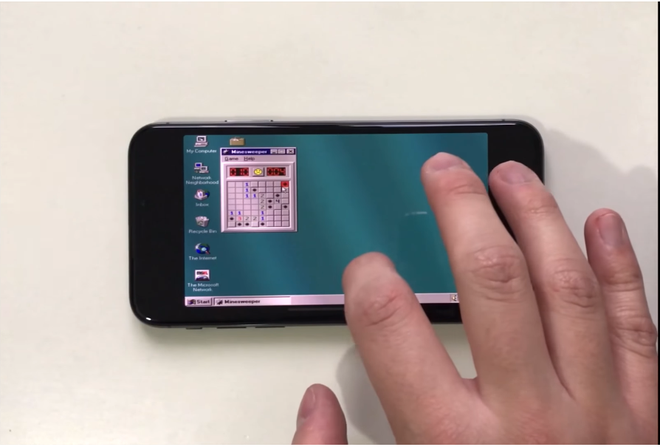 My Computer
Network
Neighborhood
Inbox
Recycle Bin
The Internet
The Microsoft
Network
Minesweeper
Game Help
Start
Minesweeper